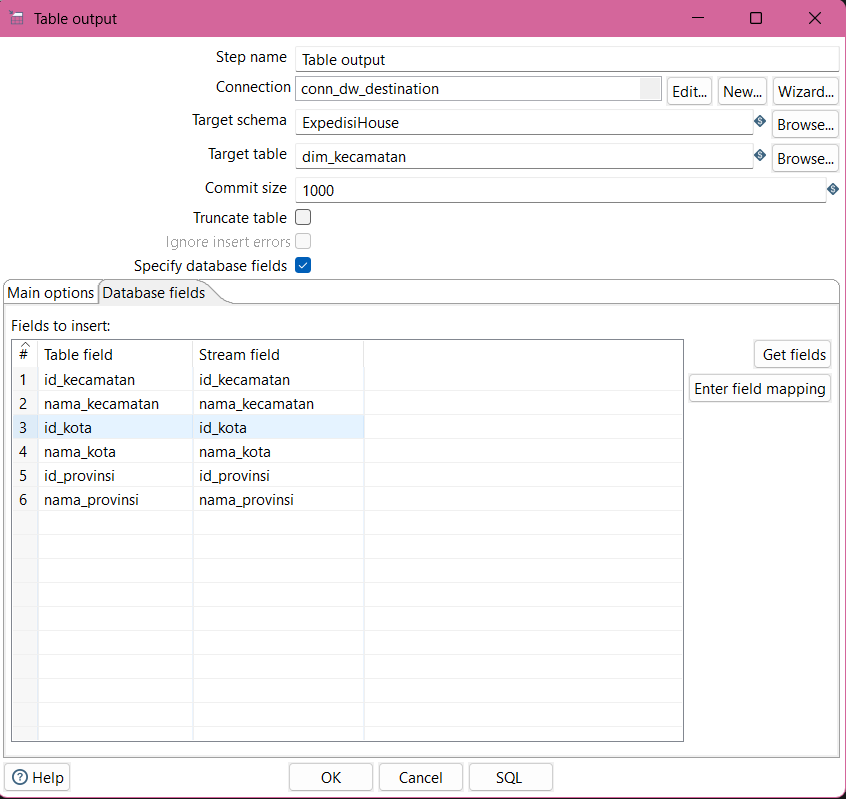 Table output
Step name Table output
Connection conn_dw_destination Edit... New... Wizard...
Target schema ExpedisiHouse Browse...
Target table dim_kecamatan Browse...
Commit size 1000
Truncate table
Ignore insert errors
Specify database fields
Main options Database fields
Fields to insert:
# Table field Stream field Get fields
1 id_kecamatan id_kecamatan Enter field mapping
2 nama_kecamatan nama_kecamatan
3 id_kota id_kota
4 nama_kota nama_kota
5 id_provinsi id_provinsi
6 nama_provinsi nama_provinsi
Help OK Cancel SQL